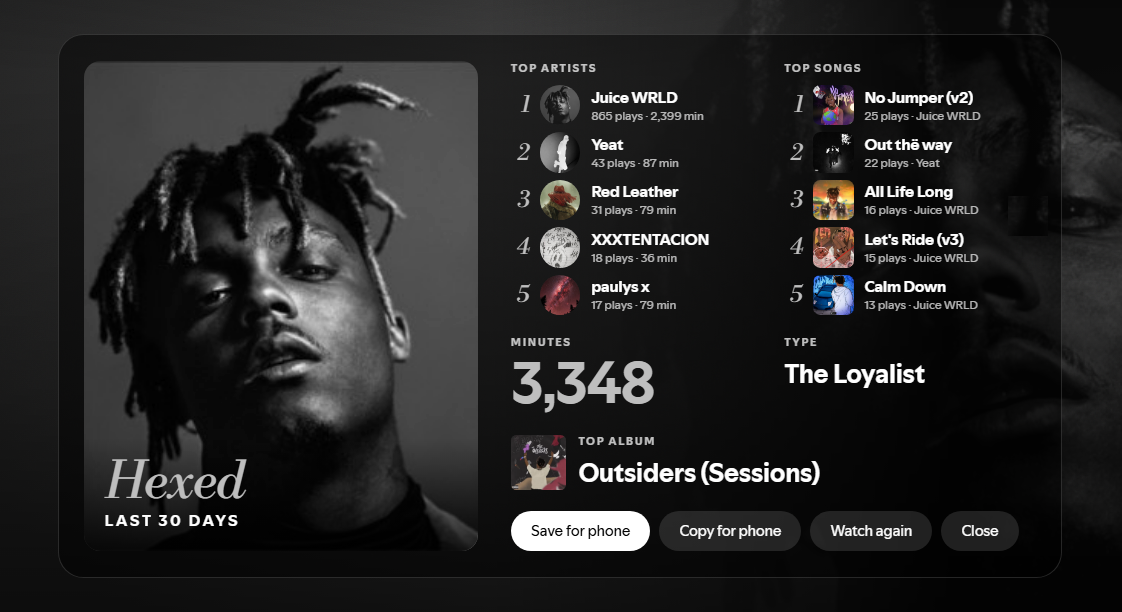 Hexed
LAST 30 DAYS
TOP ARTISTS
1
Juice WRLD
865 plays · 2,399 min
2
Yeat
43 plays · 87 min
3
Red Leather
31 plays · 79 min
4
XXXTENTACION
18 plays · 36 min
5
paulys x
17 plays · 79 min
TOP SONGS
1
No Jumper (v2)
25 plays · Juice WRLD
2
Out thë way
22 plays · Yeat
3
All Life Long
16 plays · Juice WRLD
4
Let's Ride (v3)
15 plays · Juice WRLD
5
Calm Down
13 plays · Juice WRLD
MINUTES
3,348
TYPE
The Loyalist
TOP ALBUM
Outsiders (Sessions)
Save for phone
Copy for phone
Watch again
Close